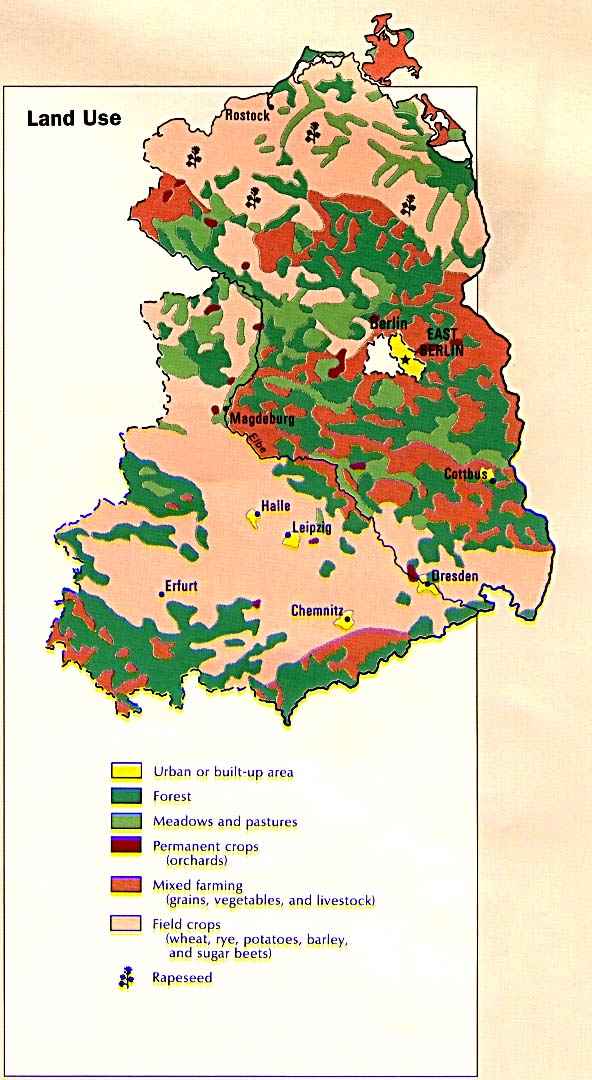 Land Use
Rostock
Berlin
EAST
BERLIN
Magdeburg
Elbe
Cottbus
Halle
Leipzig
Dresden
Erfurt
Chemnitz
Urban or built-up area
Forest
Meadows and pastures
Permanent crops
(orchards)
Mixed farming
(grains, vegetables, and livestock)
Field crops
(wheat, rye, potatoes, barley,
and sugar beets)
Rapeseed